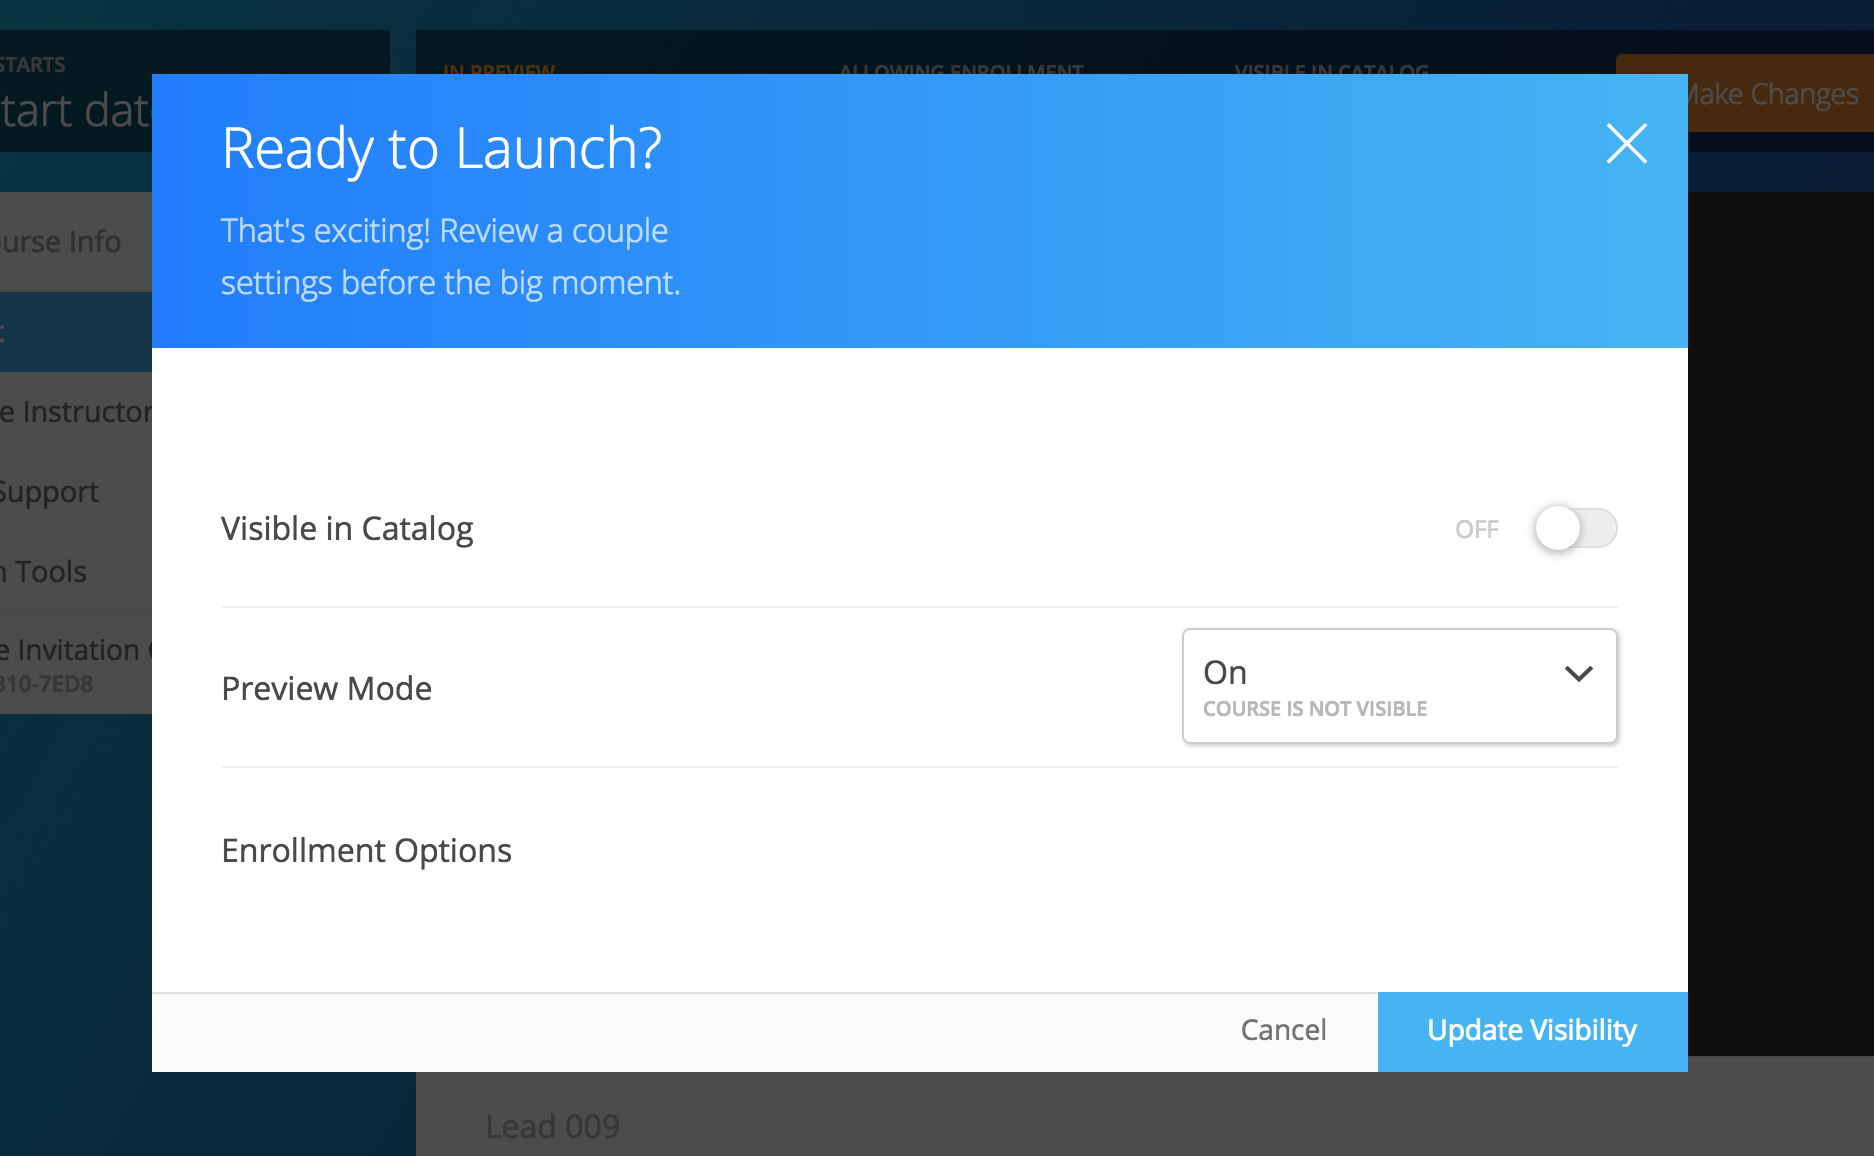 STARTS
IN PREVIEW
ALLOWING ENROLLMENT
VISIBLE IN CATALOG
Make Changes
tart date
Ready to Launch?
That's exciting! Review a couple
settings before the big moment.
urse Info
e Instructor
Support
Tools
e Invitation
310-7ED8
Visible in Catalog
OFF
Preview Mode
On
COURSE IS NOT VISIBLE
Enrollment Options
Cancel
Update Visibility
Lead 009